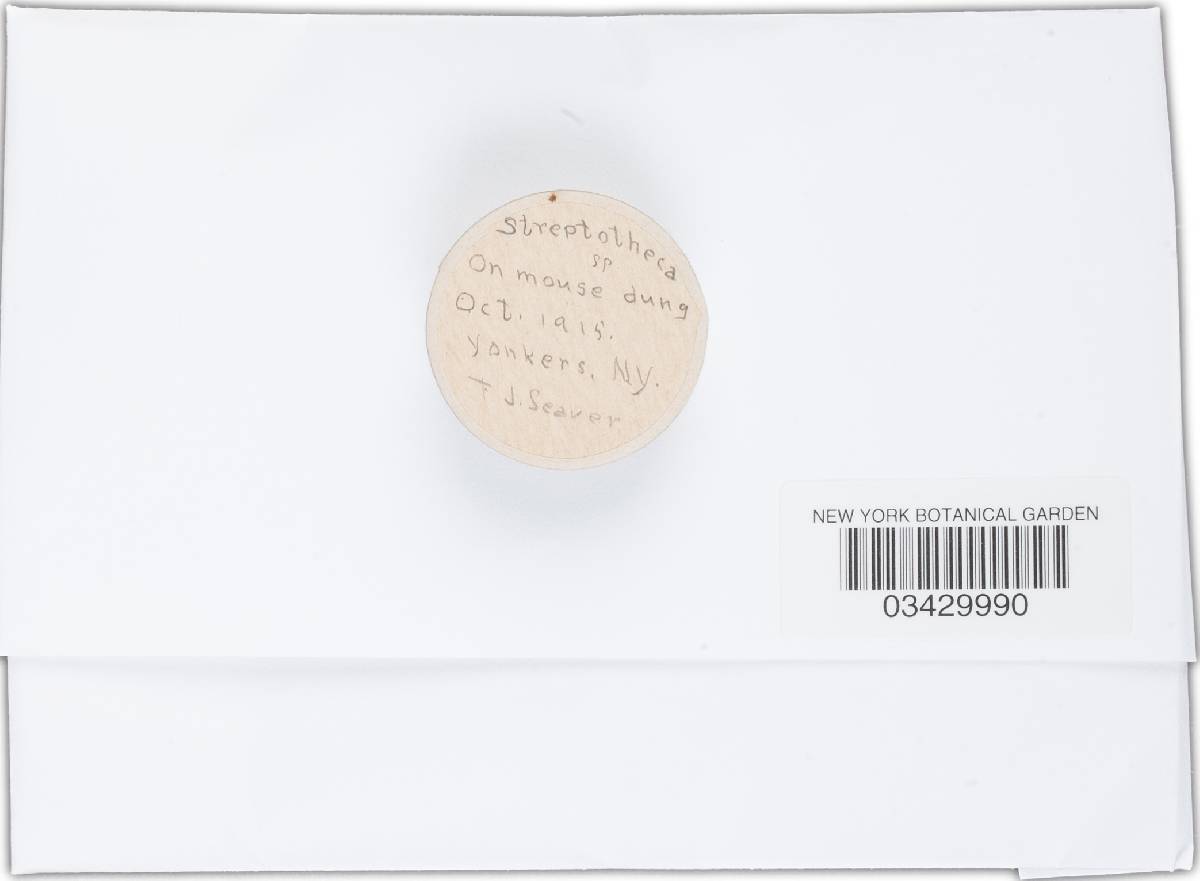 Streptotheca
sp
On mouse dung
Oct. 1915.
Yonkers, N.Y.
F J. Seaver
NEW YORK BOTANICAL GARDEN
03429990